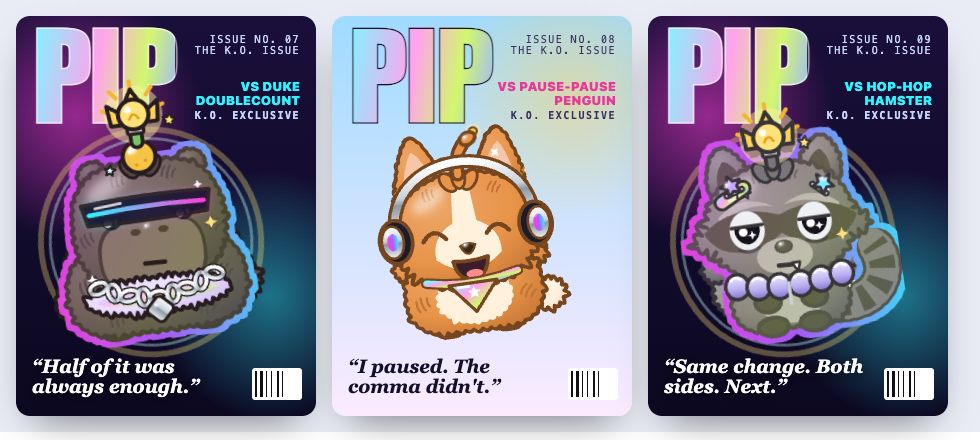 PIP
ISSUE NO. 07
THE K.O. ISSUE
VS DUKE
DOUBLECOUNT
K.O. EXCLUSIVE
“Half of it was
always enough.”
PIP
ISSUE NO. 08
THE K.O. ISSUE
VS PAUSE-PAUSE
PENGUIN
K.O. EXCLUSIVE
“I paused. The
comma didn't.”
PIP
ISSUE NO. 09
THE K.O. ISSUE
VS HOP-HOP
HAMSTER
K.O. EXCLUSIVE
“Same change. Both
sides. Next.”